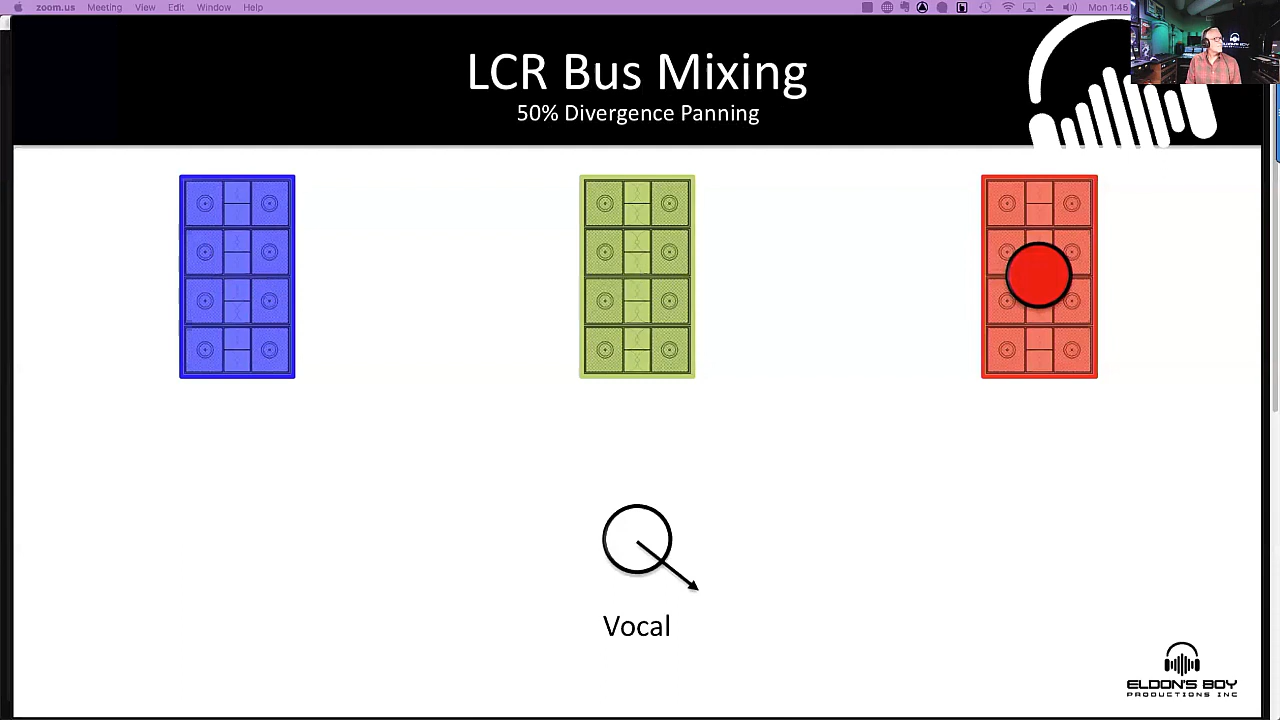 zoom.us Meeting View Edit Window Help
Mon 1:45
LCR Bus Mixing
50% Divergence Panning
Vocal
ELDON'S BOY
PRODUCTIONS INC